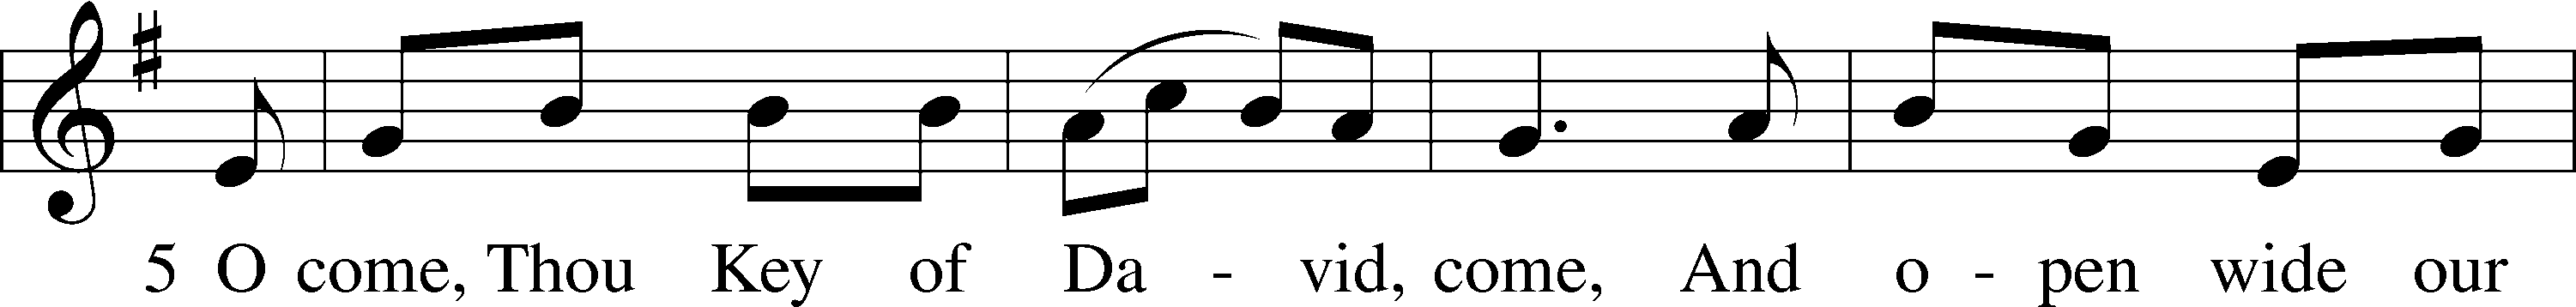 5 O come, Thou Key of Da - vid, come, And o - pen wide our